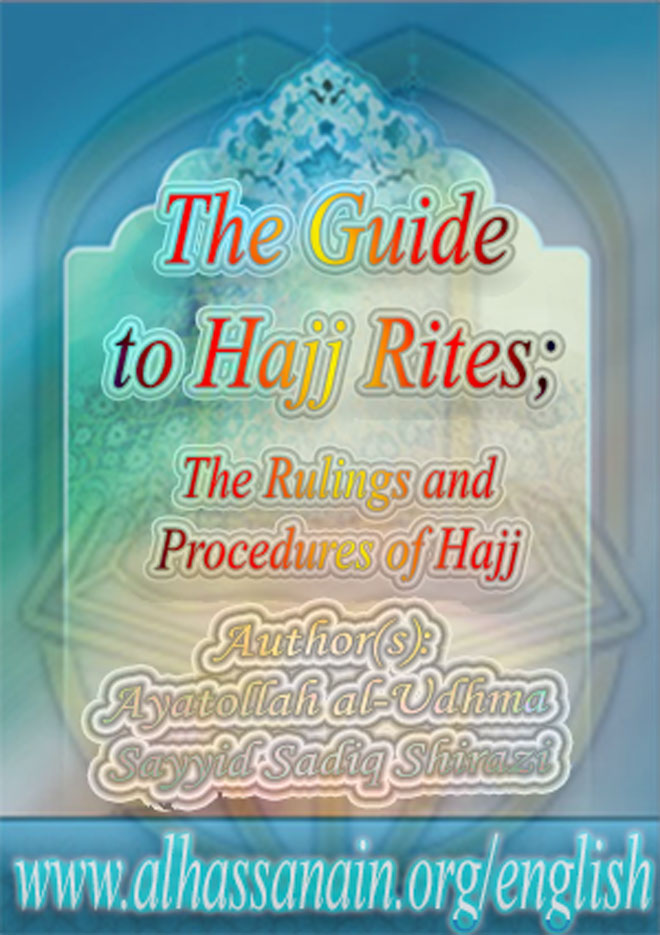 The Guide
to Hajj Rites;
The Rulings and
Procedures of Hajj
Author(s):
Ayatollah al-Udhma
Sayyid Sadiq Shirazi
www.alhassanain.org/english